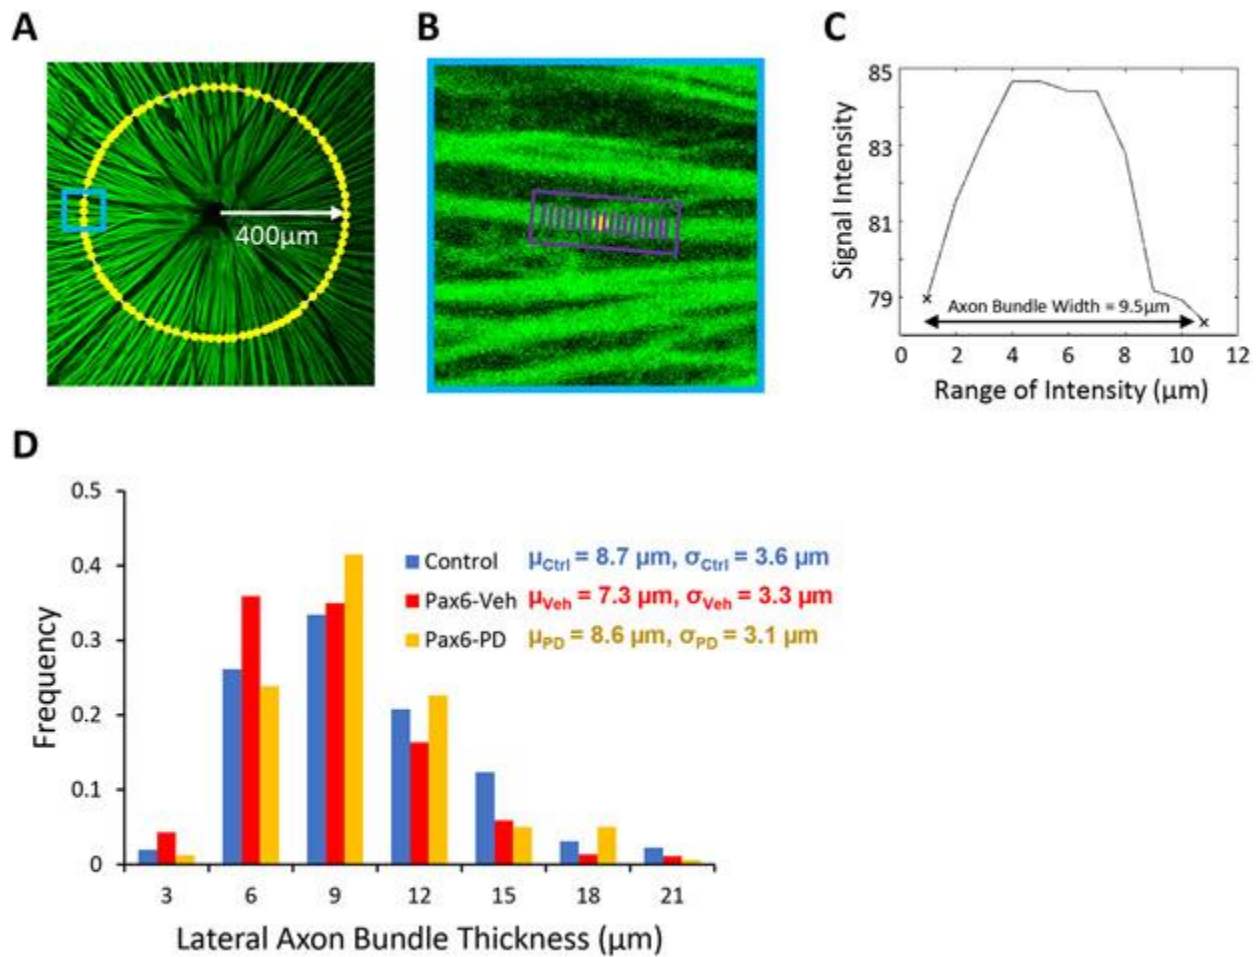 A
B
C
400µm
85
83
81
79
Signal Intensity
Axon Bundle Width = 9.5µm
0 2 4 6 8 10 12
Range of Intensity (µm)
D
0.5
0.4
0.3
0.2
0.1
0
Frequency
Control μCtrl = 8.7 µm, σCtrl = 3.6 µm
Pax6-Veh μVeh = 7.3 µm, σVeh = 3.3 µm
Pax6-PD μPD = 8.6 µm, σPD = 3.1 µm
3 6 9 12 15 18 21
Lateral Axon Bundle Thickness (µm)